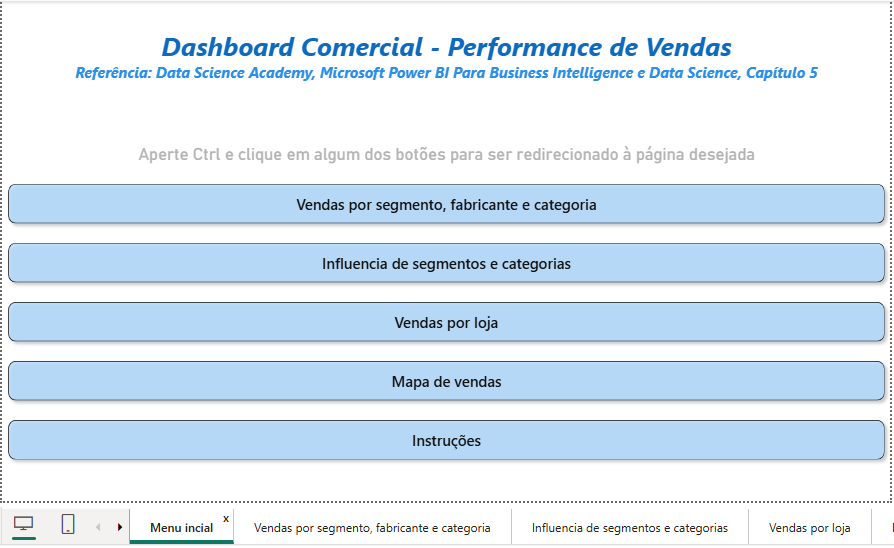 Dashboard Comercial - Performance de Vendas
Referência: Data Science Academy, Microsoft Power BI Para Business Intelligence e Data Science, Capítulo 5
Aperte Ctrl e clique em algum dos botões para ser redirecionado à página desejada
Vendas por segmento, fabricante e categoria
Influencia de segmentos e categorias
Vendas por loja
Mapa de vendas
Instruções
Menu incial x Vendas por segmento, fabricante e categoria Influencia de segmentos e categorias Vendas por loja